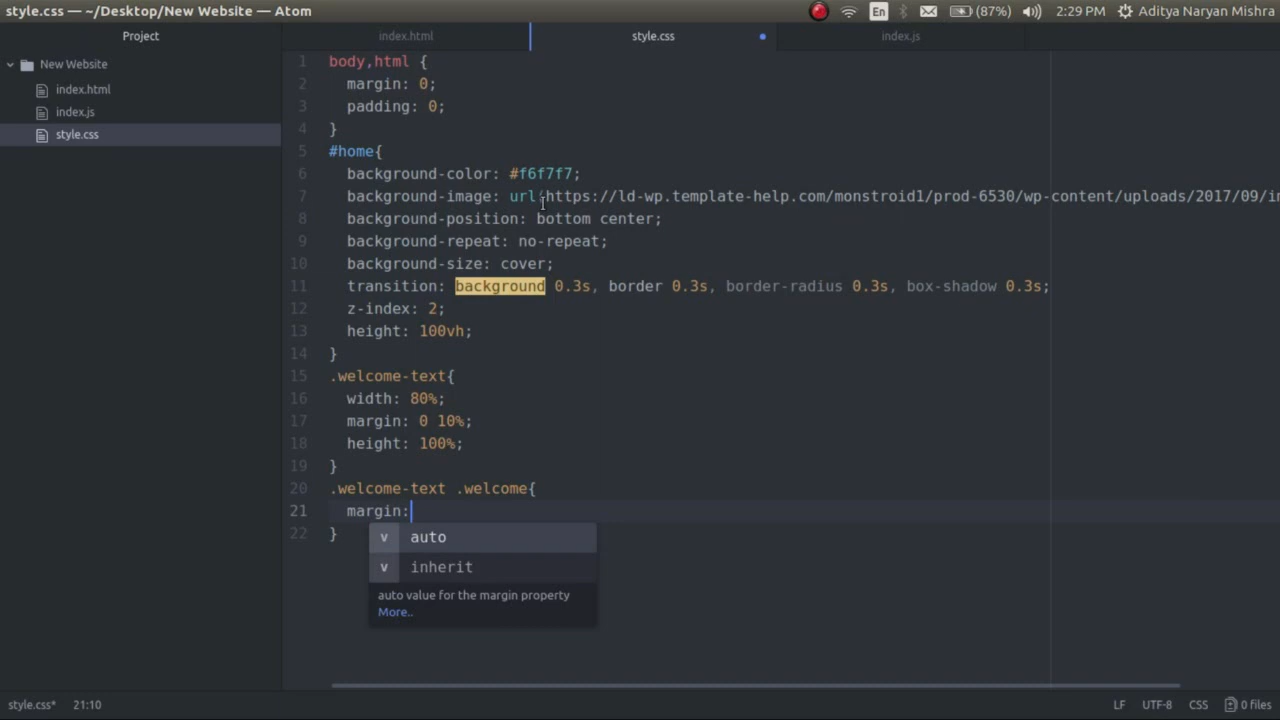 style.css — ~/Desktop/New Website — Atom
En
(87%)
2:29 PM
Aditya Naryan Mishra
Project
index.html
style.css
index.js
New Website
index.html
index.js
style.css
1 body,html {
2 margin: 0;
3 padding: 0;
4 }
5 #home{
6 background-color: #f6f7f7;
7 background-image: url(https://ld-wp.template-help.com/monstroid1/prod-6530/wp-content/uploads/2017/09/
8 background-position: bottom center;
9 background-repeat: no-repeat;
10 background-size: cover;
11 transition: background 0.3s, border 0.3s, border-radius 0.3s, box-shadow 0.3s;
12 z-index: 2;
13 height: 100vh;
14 }
15 .welcome-text{
16 width: 80%;
17 margin: 0 10%;
18 height: 100%;
19 }
20 .welcome-text .welcome{
21 margin:
22 }
v auto
v inherit
auto value for the margin property
More..
style.css* 21:10
LF UTF-8 CSS 0 files